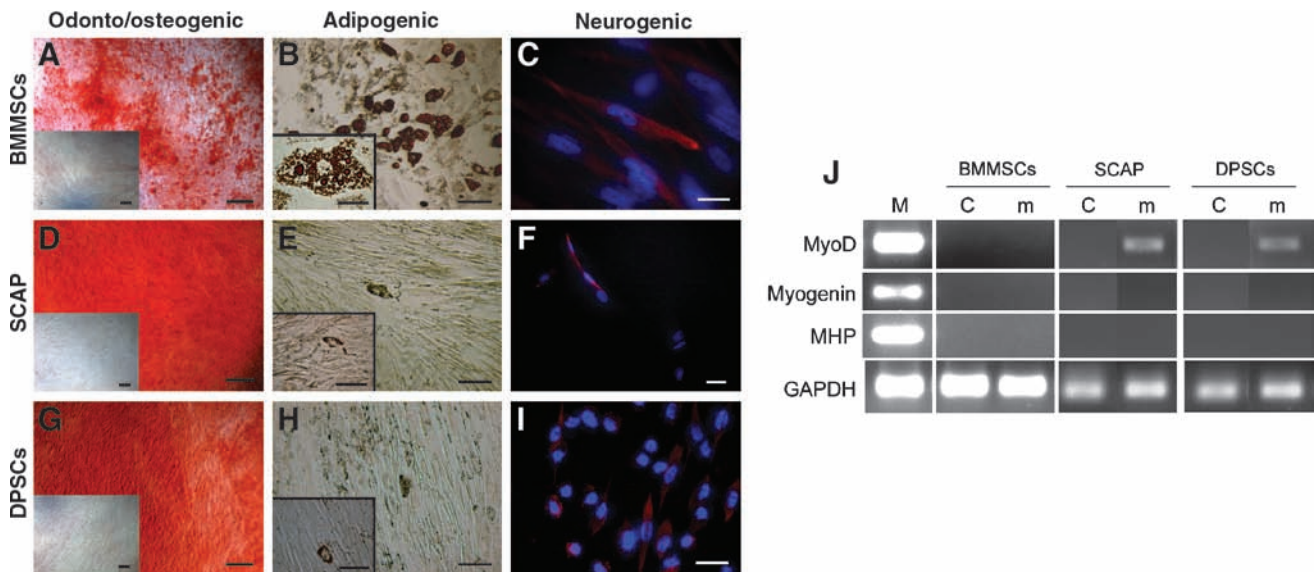 Odonto/osteogenic Adipogenic Neurogenic
BMMSCs
A B C
SCAP
D E F
DPSCs
G H I
J
BMMSCs SCAP DPSCs
M C m C m C m
MyoD
Myogenin
MHP
GAPDH